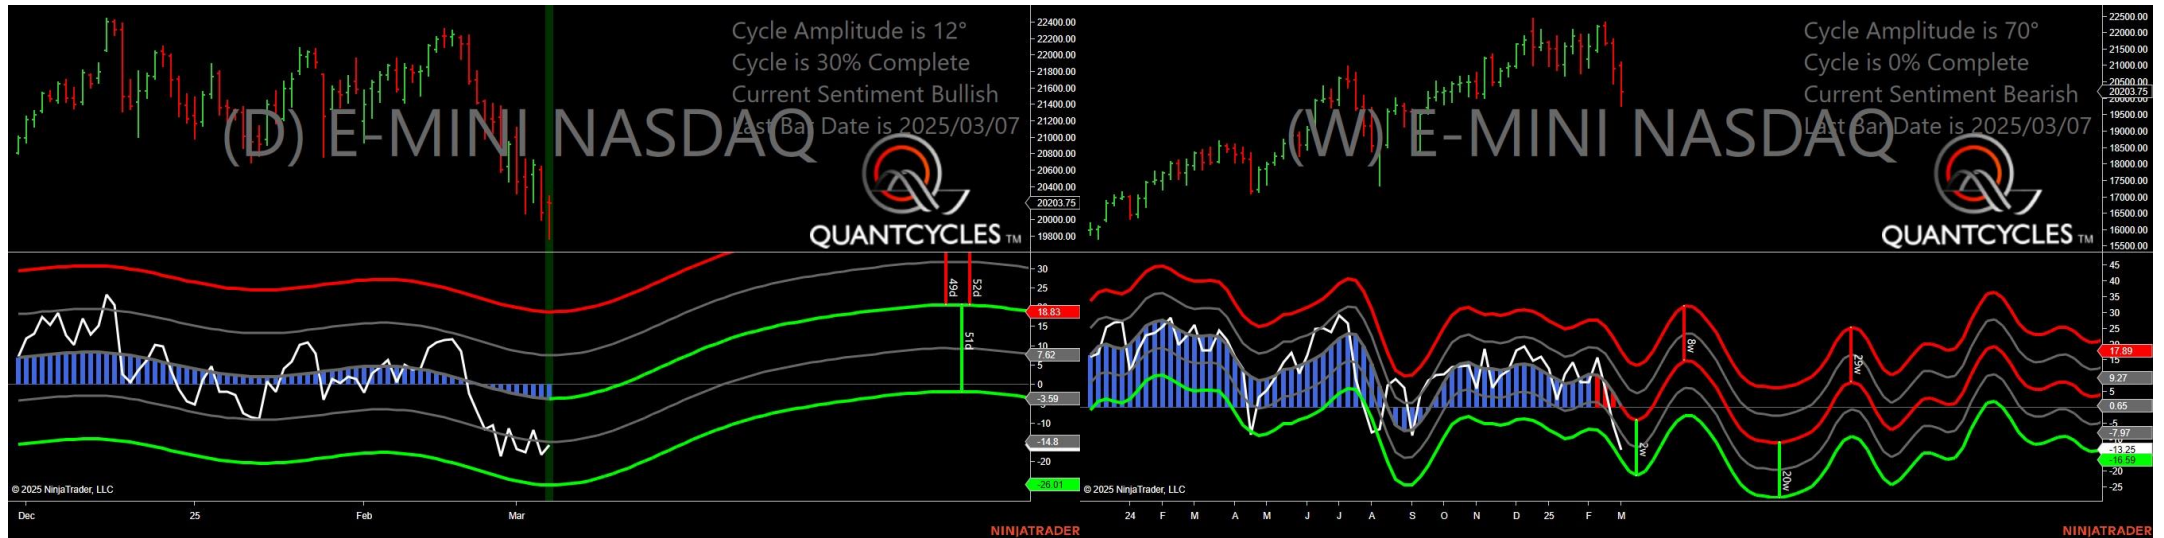 Cycle Amplitude is 12°
Cycle is 30% Complete
Current Sentiment Bullish
Last Bar Date is 2025/03/07
(D) E-MINI NASDAQ
QUANTCYCLES TM
22400.00
22200.00
22000.00
21800.00
21600.00
21400.00
21200.00
21000.00
20800.00
20600.00
20400.00
20203.75
20000.00
19800.00
30
25
18.83
15
10
7.62
5
0
-3.59
-10
-14.8
-20
-26.01
49d
52d
51d
© 2025 NinjaTrader, LLC
Dec
25
Feb
Mar
NINJATRADER
Cycle Amplitude is 70°
Cycle is 0% Complete
Current Sentiment Bearish
Last Bar Date is 2025/03/07
(W) E-MINI NASDAQ
QUANTCYCLES TM
22500.00
22000.00
21500.00
21000.00
20500.00
20203.75
19500.00
19000.00
18500.00
18000.00
17500.00
17000.00
16500.00
16000.00
15500.00
45
40
35
30
25
17.89
15
9.27
5
0.65
-5
-7.97
-13.25
-16.59
-20
-25
8w
29w
2w
20w
© 2025 NinjaTrader, LLC
24
F
M
A
M
J
J
A
S
O
N
D
25
F
M
NINJATRADER